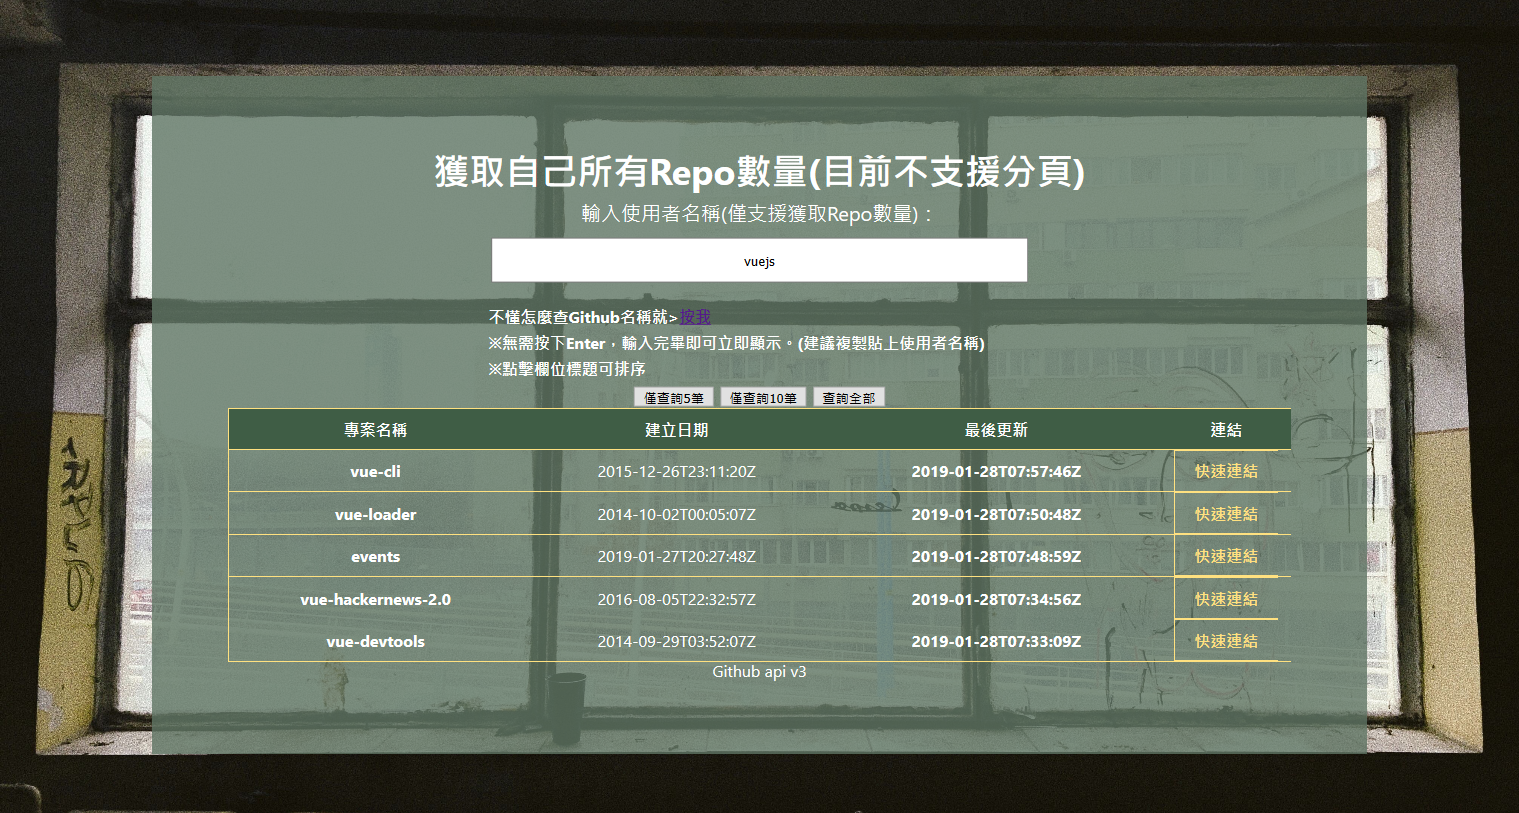 獲取自己所有Repo數量(目前不支援分頁)
輸入使用者名稱(僅支援獲取Repo數量)：
vuejs
不懂怎麼查Github名稱就>按我
※無需按下Enter，輸入完畢即可立即顯示。(建議複製貼上使用者名稱)
※點擊欄位標題可排序
僅查詢5筆 僅查詢10筆 查詢全部
專案名稱 建立日期 最後更新 連結
vue-cli 2015-12-26T23:11:20Z 2019-01-28T07:57:46Z 快速連結
vue-loader 2014-10-02T00:05:07Z 2019-01-28T07:50:48Z 快速連結
events 2019-01-27T20:27:48Z 2019-01-28T07:48:59Z 快速連結
vue-hackernews-2.0 2016-08-05T22:32:57Z 2019-01-28T07:34:56Z 快速連結
vue-devtools 2014-09-29T03:52:07Z 2019-01-28T07:33:09Z 快速連結
Github api v3